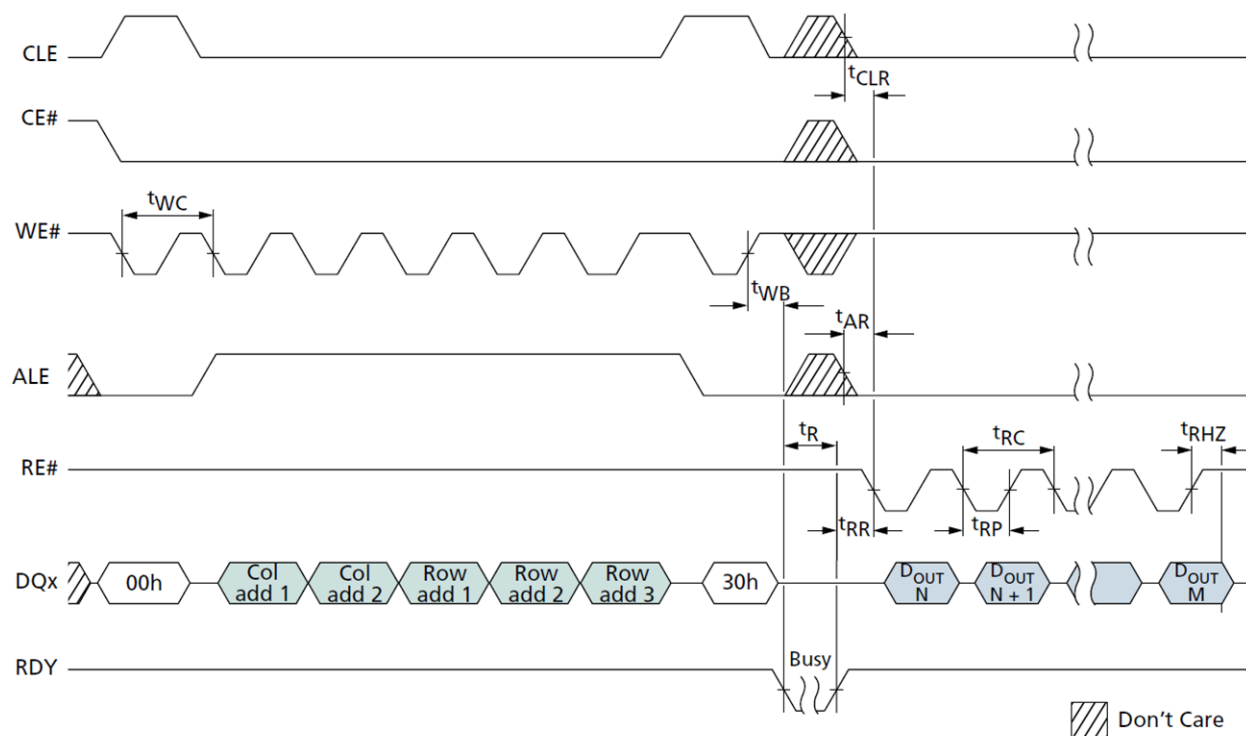 CLE
tCLR
CE#
tWC
WE#
tWB
tAR
ALE
tR
tRC
tRHZ
RE#
tRR
tRP
DQx
00h
Col
add 1
Col
add 2
Row
add 1
Row
add 2
Row
add 3
30h
DOUT
N
DOUT
N + 1
DOUT
M
RDY
Busy
Don't Care